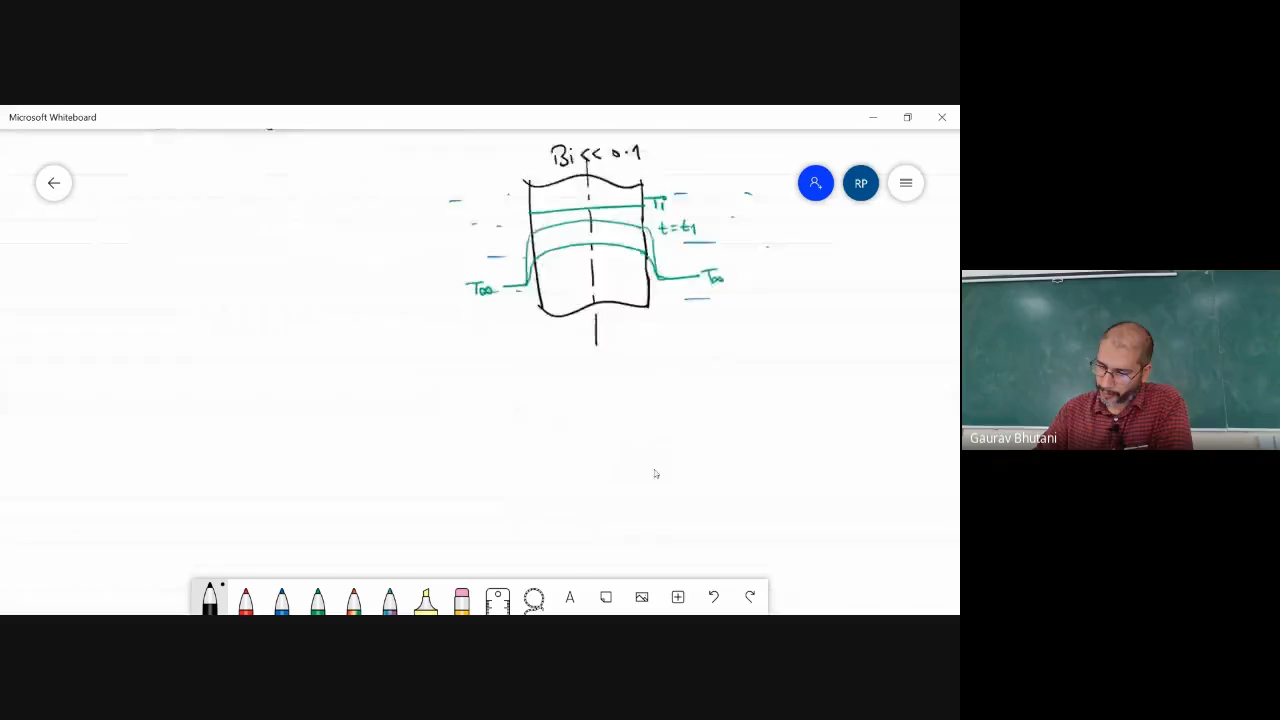 Microsoft Whiteboard
Bi << 0.1
RP
Ti
t = t1
T∞
T∞
Gaurav Bhutani
A